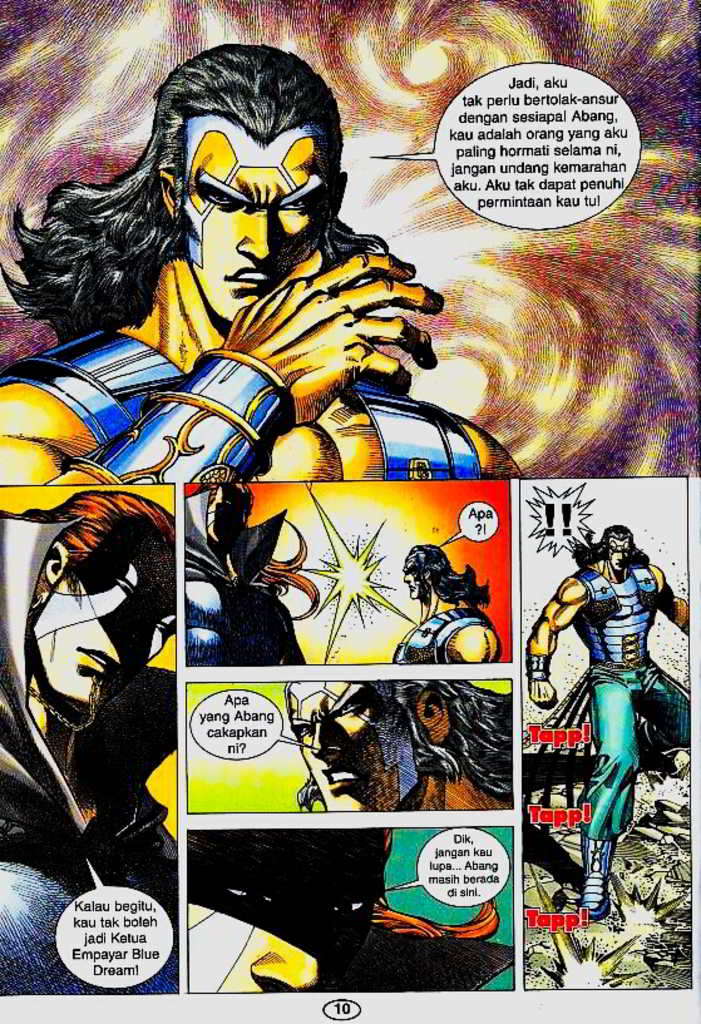 Jadi, aku
tak perlu bertolak-ansur
dengan sesiapa! Abang,
kau adalah orang yang aku
paling hormati selama ni,
jangan undang kemarahan
aku. Aku tak dapat penuhi
permintaan kau tu!
Kalau begitu,
kau tak boleh
jadi Ketua
Empayar Blue
Dream!
Apa
?!
Apa
yang Abang
cakapkan
ni?
Dik,
jangan kau
lupa... Abang
masih berada
di sini.
!!
Tapp!
Tapp!
Tapp!
10